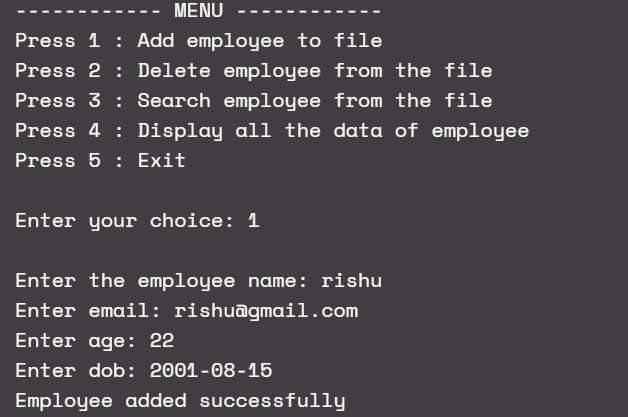 ------------ MENU ------------
Press 1 : Add employee to file
Press 2 : Delete employee from the file
Press 3 : Search employee from the file
Press 4 : Display all the data of employee
Press 5 : Exit
Enter your choice: 1
Enter the employee name: rishu
Enter email: rishu@gmail.com
Enter age: 22
Enter dob: 2001-08-15
Employee added successfully